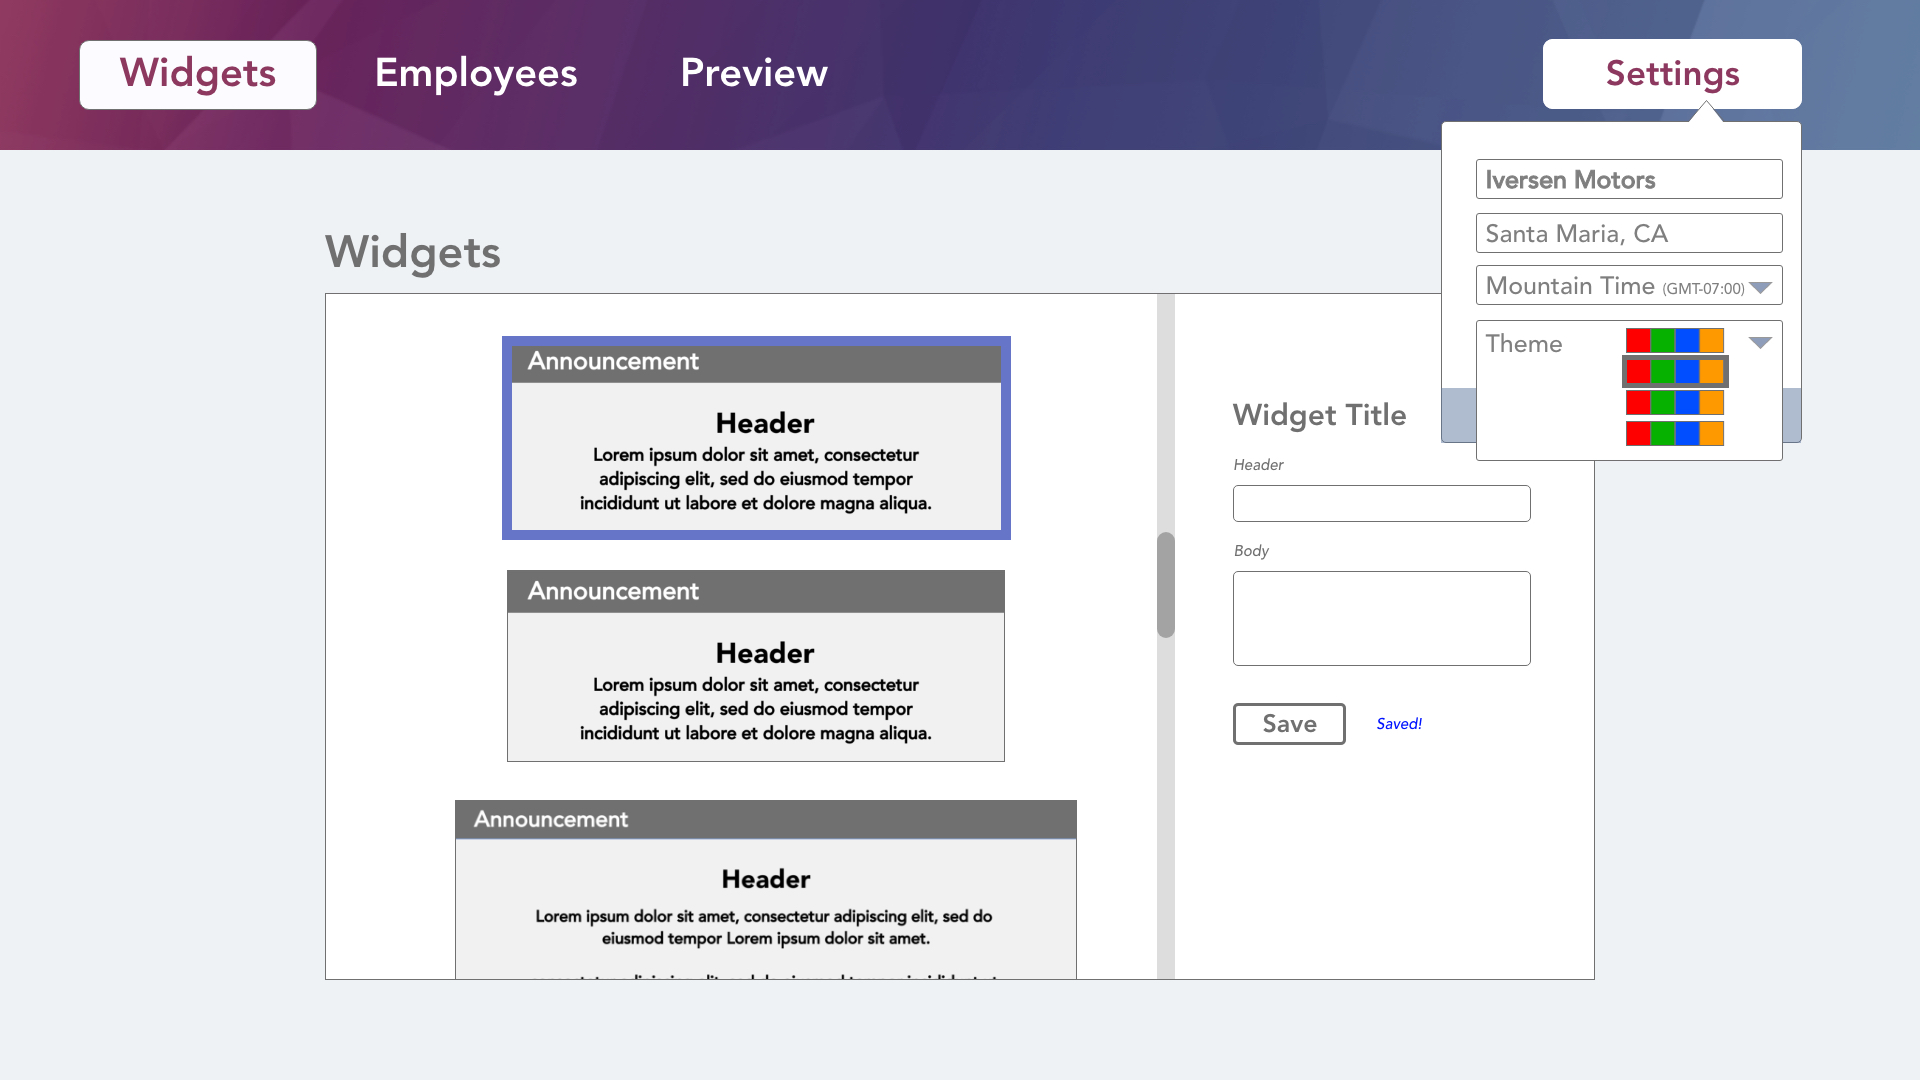 Widgets
Employees
Preview
Settings
Iversen Motors
Santa Maria, CA
Mountain Time (GMT-07:00)
Theme
Widgets
Announcement
Header
Lorem ipsum dolor sit amet, consectetur
adipiscing elit, sed do eiusmod tempor
incididunt ut labore et dolore magna aliqua.
Announcement
Header
Lorem ipsum dolor sit amet, consectetur
adipiscing elit, sed do eiusmod tempor
incididunt ut labore et dolore magna aliqua.
Announcement
Header
Lorem ipsum dolor sit amet, consectetur adipiscing elit, sed do
eiusmod tempor Lorem ipsum dolor sit amet.
Widget Title
Header
Body
Save
Saved!